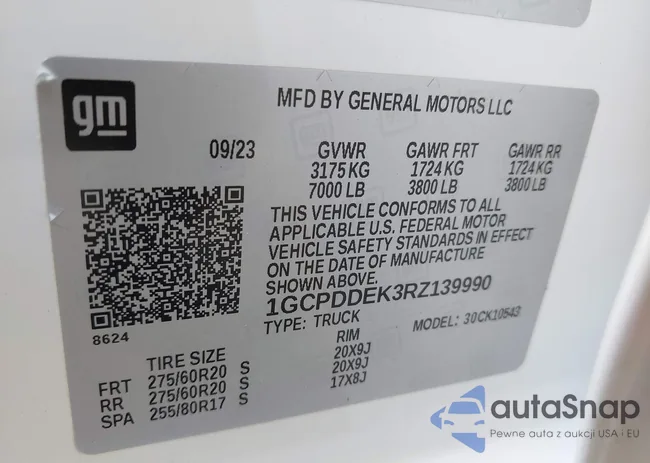 gm
MFD BY GENERAL MOTORS LLC
09/23 GVWR GAWR FRT GAWR RR
3175 KG 1724 KG 1724 KG
7000 LB 3800 LB 3800 LB
THIS VEHICLE CONFORMS TO ALL
APPLICABLE U.S. FEDERAL MOTOR
VEHICLE SAFETY STANDARDS IN EFFECT
ON THE DATE OF MANUFACTURE
SHOWN ABOVE.
1GCPDDEK3RZ139990
TYPE: TRUCK MODEL: 30CK10543
8624
TIRE SIZE RIM
FRT 275/60R20 S 20X9J
RR 275/60R20 S 20X9J
SPA 255/80R17 S 17X8J
autaSnap
Pewne auta z aukcji USA i EU